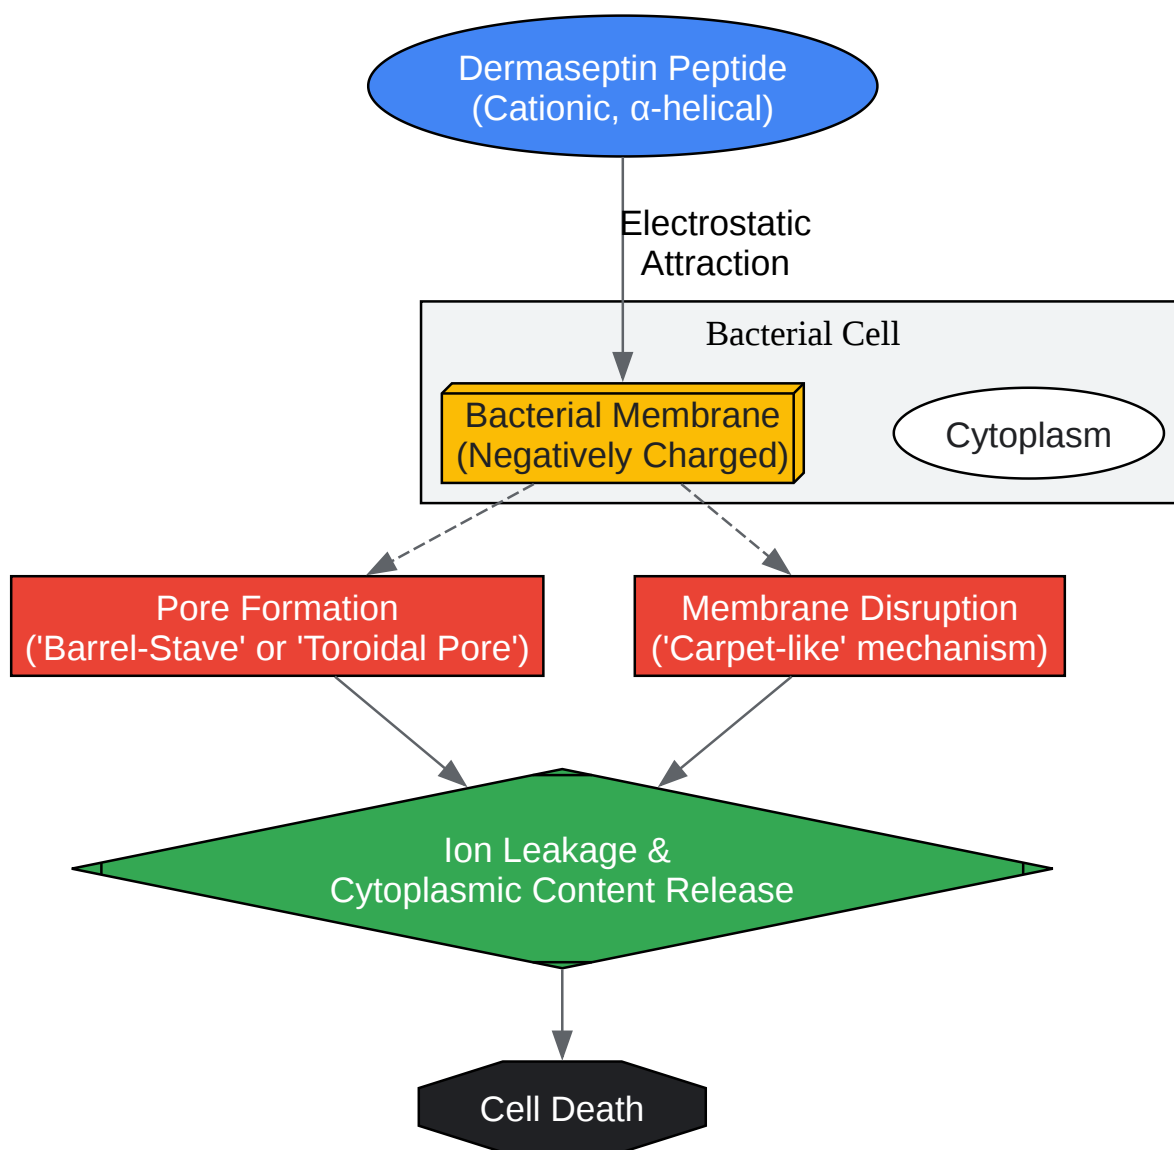 Dermaseptin Peptide
(Cationic, α-helical)
Electrostatic
Attraction
Bacterial Cell
Bacterial Membrane
(Negatively Charged)
Cytoplasm
Pore Formation
('Barrel-Stave' or 'Toroidal Pore')
Membrane Disruption
('Carpet-like' mechanism)
Ion Leakage &
Cytoplasmic Content Release
Cell Death